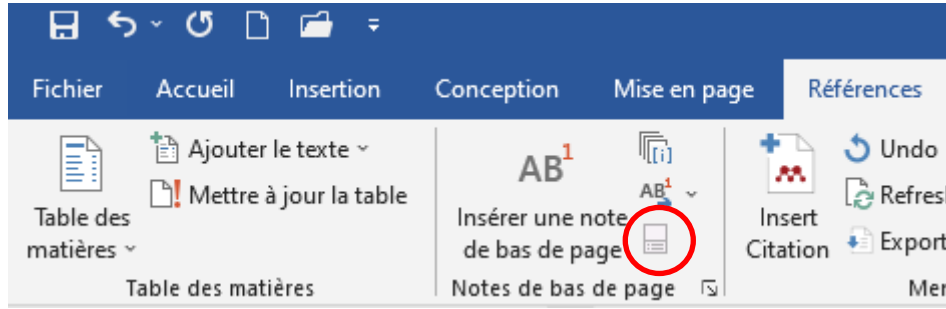 Fichier Accueil Insertion Conception Mise en page Références
Ajouter le texte
Mettre à jour la table
Table des
matières
Table des matières
AB1
[i]
AB1
Insérer une note
de bas de page
Notes de bas de page
Insert
Citation
Undo
Refresh
Export
Mer